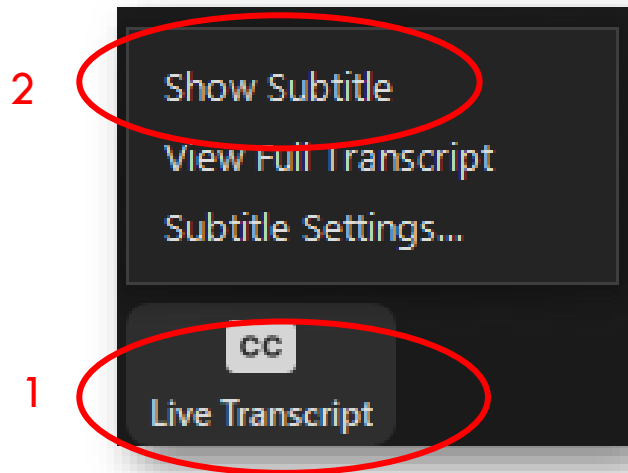 2
Show Subtitle
View Full Transcript
Subtitle Settings...
CC
1
Live Transcript